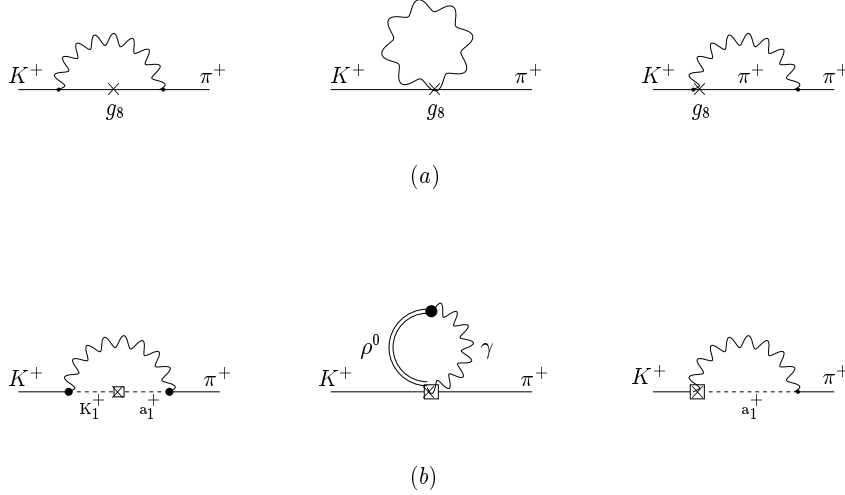 K⁺ π⁺ K⁺ π⁺ K⁺ π⁺ π⁺
g₈ g₈ g₈
(a)
ρ⁰ γ
K⁺ π⁺ K⁺ π⁺ K⁺ π⁺
K₁⁺ a₁⁺ a₁⁺
(b)